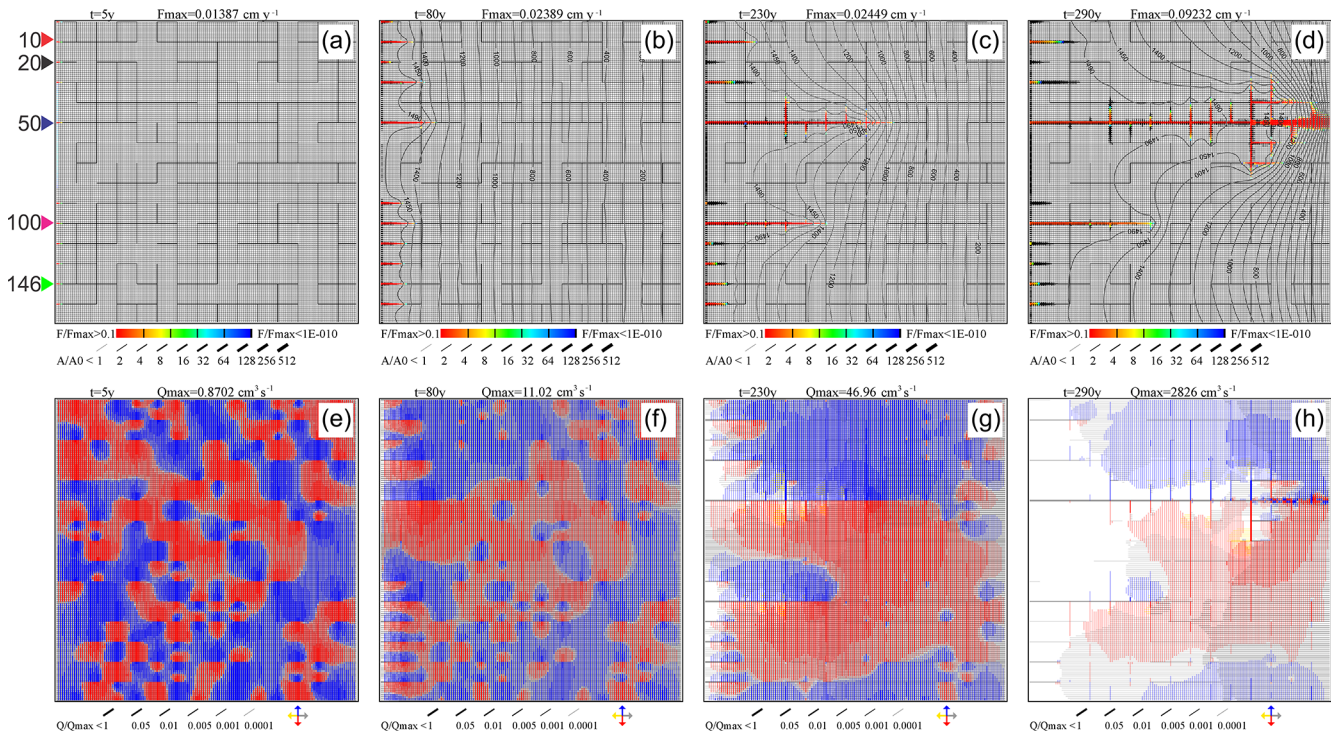 t=5y Fmax=0.01387 cm y⁻¹
t=80y Fmax=0.02389 cm y⁻¹
t=230y Fmax=0.02449 cm y⁻¹
t=290y Fmax=0.09232 cm y⁻¹
(a)
(b)
(c)
(d)
10
20
50
100
146
F/Fmax>0.1 F/Fmax<1E-010
A/A0 < 1 2 4 8 16 32 64 128 256 512
F/Fmax>0.1 F/Fmax<1E-010
A/A0 < 1 2 4 8 16 32 64 128 256 512
F/Fmax>0.1 F/Fmax<1E-010
A/A0 < 1 2 4 8 16 32 64 128 256 512
F/Fmax>0.1 F/Fmax<1E-010
A/A0 < 1 2 4 8 16 32 64 128 256 512
t=5y Qmax=0.8702 cm³ s⁻¹
t=80y Qmax=11.02 cm³ s
t=230y Qmax=46.96 cm³ s⁻¹
t=290y Qmax=2826 cm³ s⁻¹
(e)
(f)
(g)
(h)
Q/Qmax <1 0.05 0.01 0.005 0.001 0.0001
Q/Qmax <1 0.05 0.01 0.005 0.001 0.0001
Q/Qmax <1 0.05 0.01 0.005 0.001 0.0001
Q/Qmax <1 0.05 0.01 0.005 0.001 0.0001